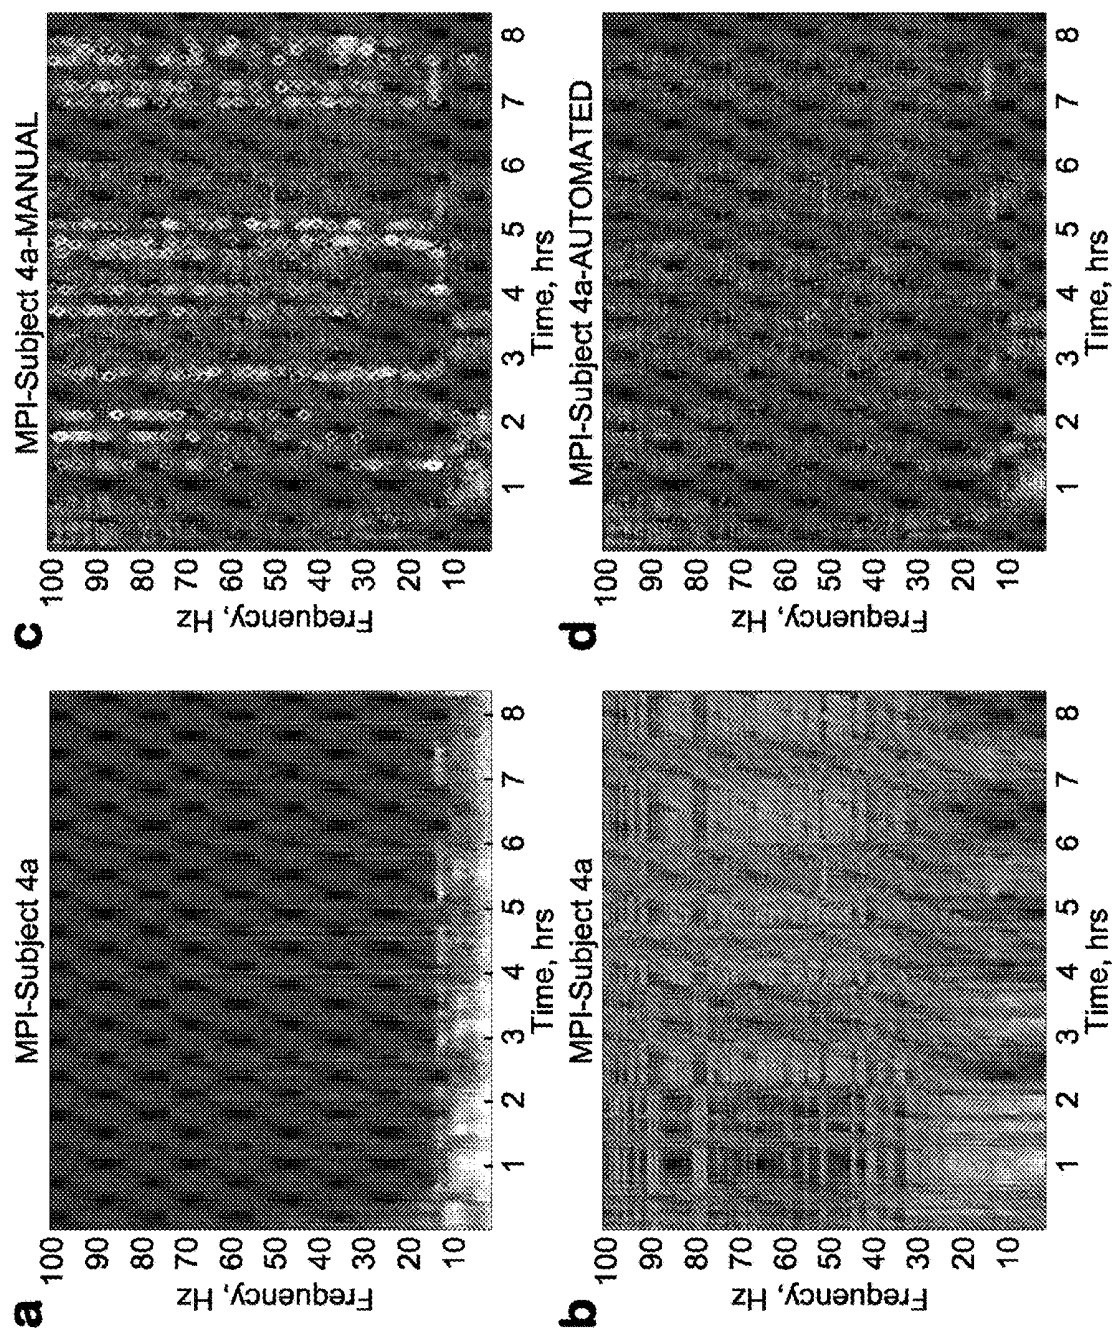 a
MPI-Subject 4a
Frequency, Hz
100
90
80
70
60
50
40
30
20
10
1 2 3 4 5 6 7 8
Time, hrs
b
MPI-Subject 4a
Frequency, Hz
100
90
80
70
60
50
40
30
20
10
1 2 3 4 5 6 7 8
Time, hrs
c
MPI-Subject 4a-MANUAL
Frequency, Hz
100
90
80
70
60
50
40
30
20
10
1 2 3 4 5 6 7 8
Time, hrs
d
MPI-Subject 4a-AUTOMATED
Frequency, Hz
100
90
80
70
60
50
40
30
20
10
1 2 3 4 5 6 7 8
Time, hrs